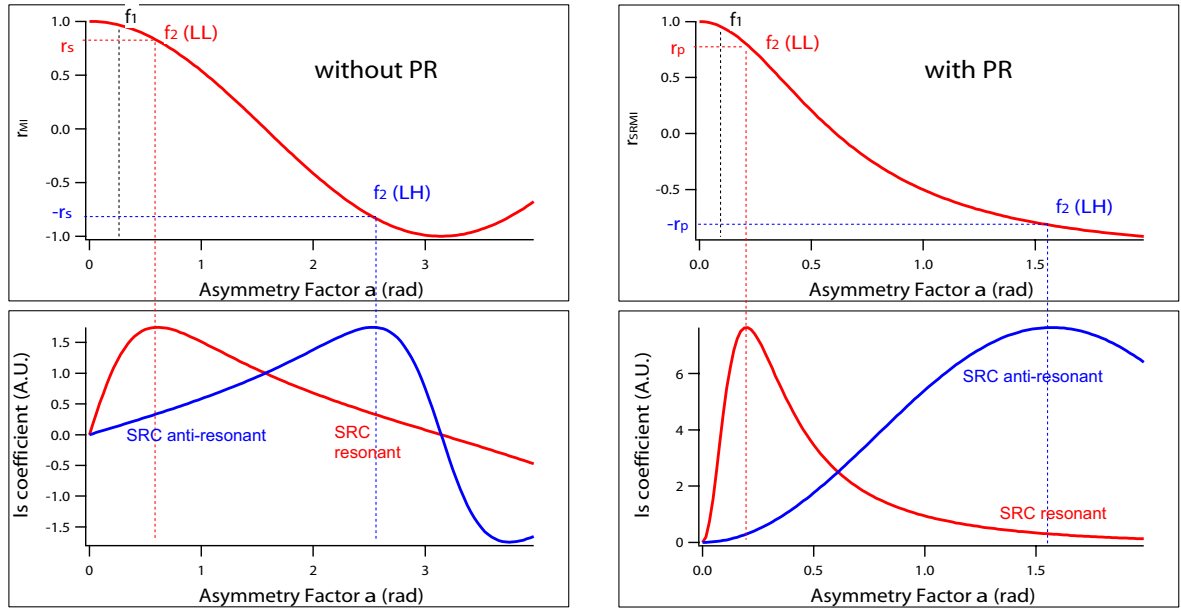 1.0
0.5
0.0
-0.5
-1.0
rMI
rs
-rs
f1
f2 (LL)
without PR
f2 (LH)
0
1
2
3
Asymmetry Factor a (rad)
1.0
0.5
0.0
-0.5
rSRMI
rp
-rp
f1
f2 (LL)
with PR
f2 (LH)
0.0
0.5
1.0
1.5
Asymmetry Factor a (rad)
1.5
1.0
0.5
0.0
-0.5
-1.0
-1.5
Is coefficient (A.U.)
SRC anti-resonant
SRC
resonant
0
1
2
3
Asymmetry Factor a (rad)
6
4
2
0
Is coefficient (A.U.)
SRC anti-resonant
SRC resonant
0.0
0.5
1.0
1.5
Asymmetry Factor a (rad)